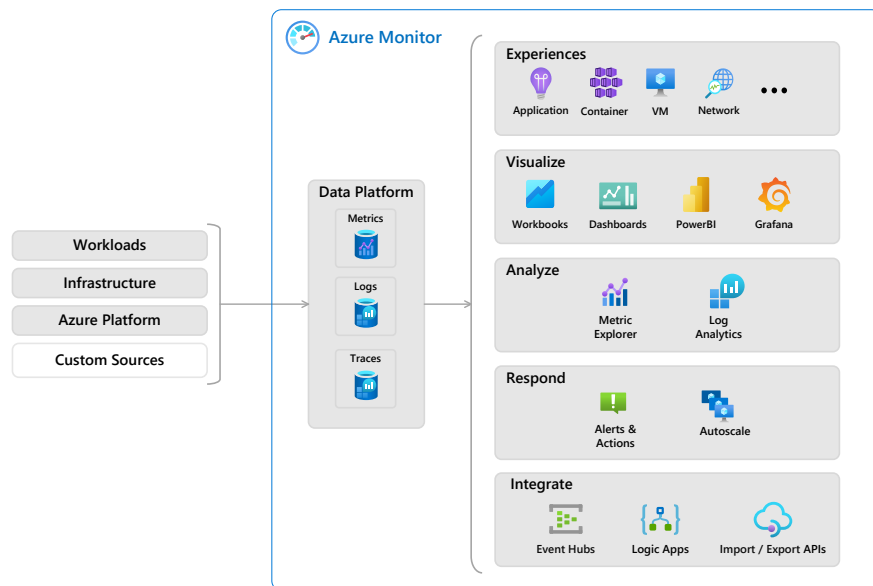 Azure Monitor
Workloads
Infrastructure
Azure Platform
Custom Sources
Data Platform
Metrics
Logs
Traces
Experiences
Application
Container
VM
Network
...
Visualize
Workbooks
Dashboards
PowerBI
Grafana
Analyze
Metric
Explorer
Log
Analytics
Respond
Alerts &
Actions
Autoscale
Integrate
Event Hubs
Logic Apps
Import / Export APIs